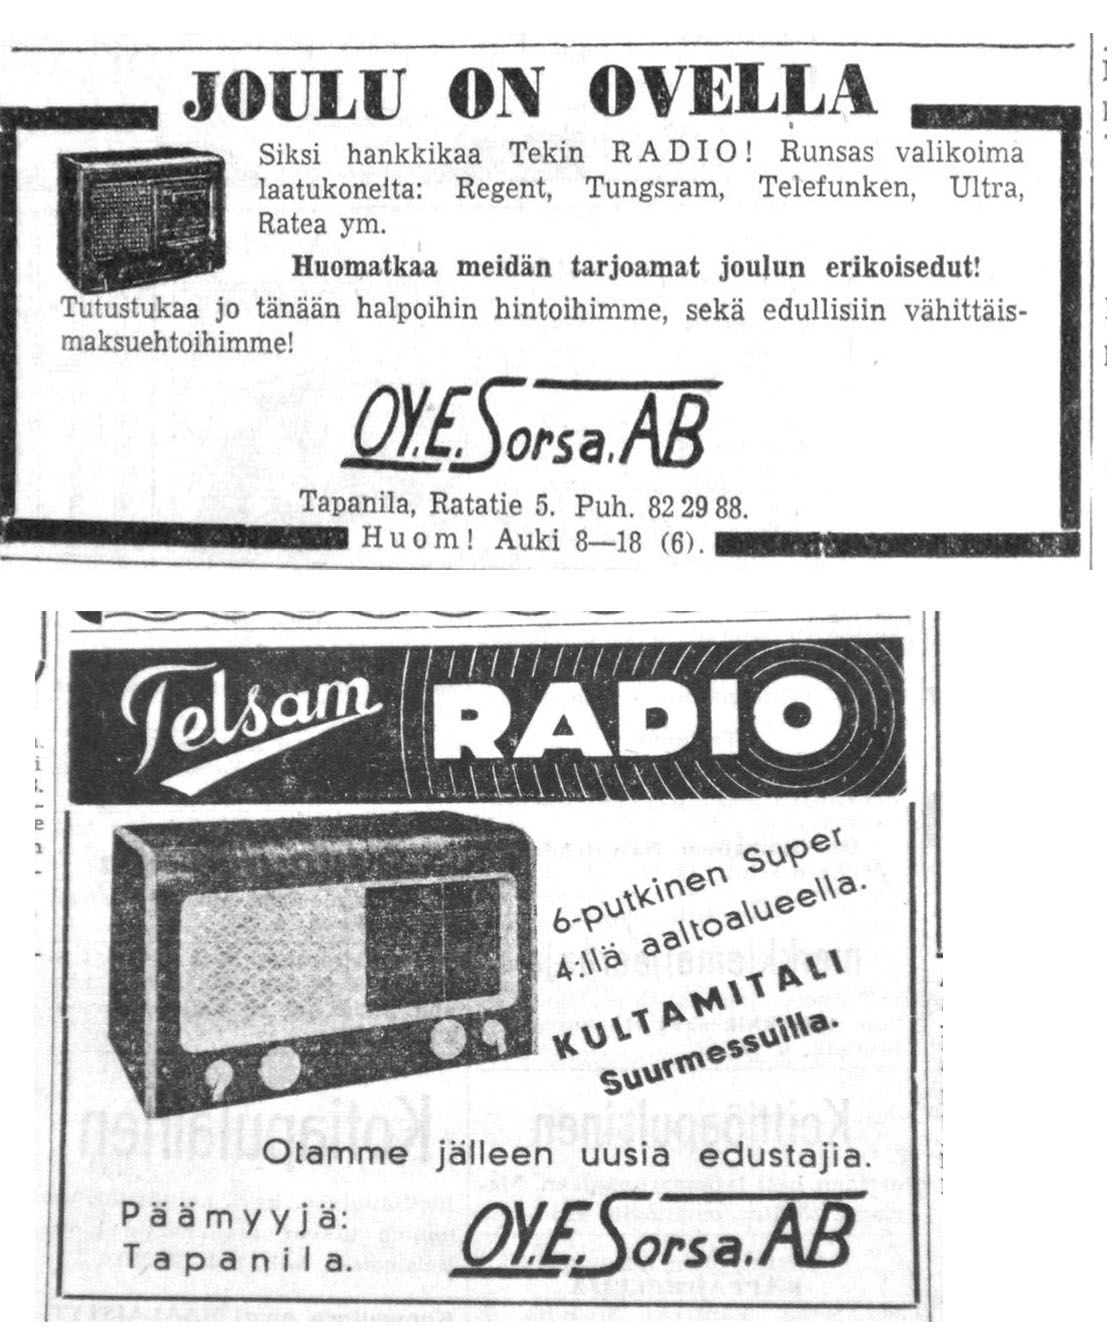 JOULU ON OVELLA
Siksi hankkikaa Tekin RADIO! Runsas valikoima
laatukoneita: Regent, Tungsram, Telefunken, Ultra,
Ratea ym.
Huomatkaa meidän tarjoamat joulun erikoisedut!
Tutustukaa jo tänään halpoihin hintoihimme, sekä edullisiin vähittäis-
maksuehtoihimme!
OY.E.Sorsa.AB
Tapanila, Ratatie 5. Puh. 82 29 88.
Huom! Auki 8—18 (6).
Telsam RADIO
6-putkinen Super
4:llä aaltoalueella.
KULTAMITALI
Suurmessuilla.
Otamme jälleen uusia edustajia.
Päämyyjä:
Tapanila.
OY.E.Sorsa.AB